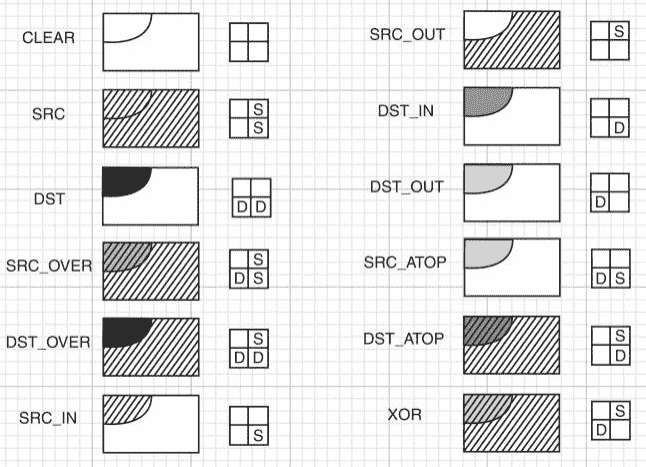 CLEAR
SRC
S
S
DST
D D
SRC_OVER
S
D S
DST_OVER
S
D D
SRC_IN
S
SRC_OUT
S
DST_IN
D
DST_OUT
D
SRC_ATOP
D S
DST_ATOP
S
D
XOR
S
D